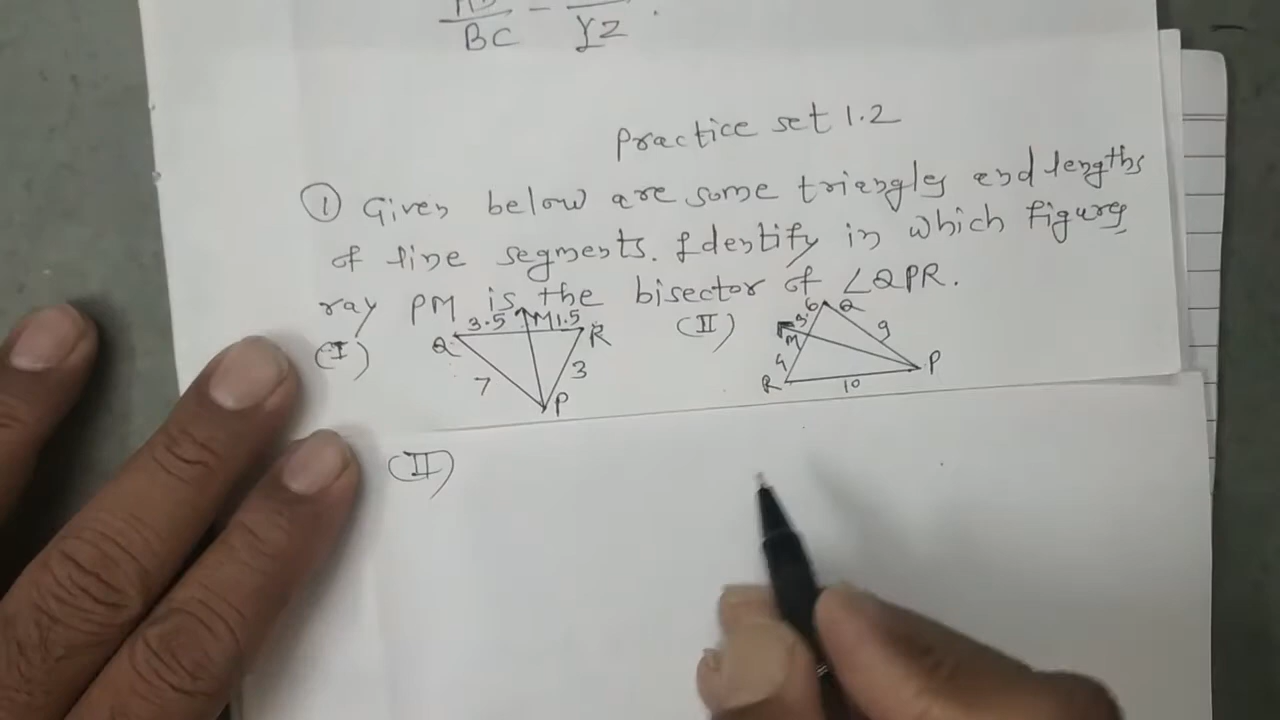 BC YZ
Practice set 1.2
① Given below are some triangles and lengths
of line segments. Identify in which figures
ray PM is the bisector of ∠QPR.
(I) Q 3.5 M 1.5 R 7 3 P
(II) 3.6 Q 9 M 4 R 10 P
(II)